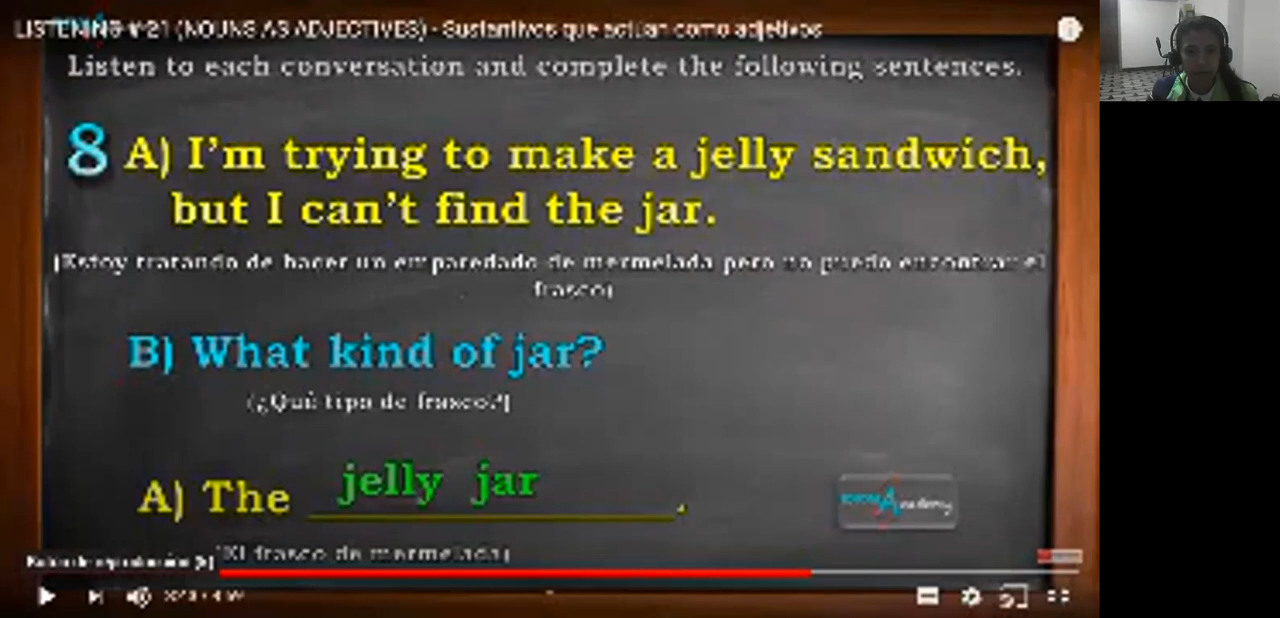 LISTENING # 21 (NOUNS AS ADJECTIVES) - Sustantivos que actúan como adjetivos
Listen to each conversation and complete the following sentences.
8 A) I'm trying to make a jelly sandwich,
but I can't find the jar.
(Estoy tratando de hacer un emparedado de mermelada pero no puedo encontrar el
frasco)
B) What kind of jar?
(¿Qué tipo de frasco?)
A) The jelly jar.
Academy
(El frasco de mermelada)